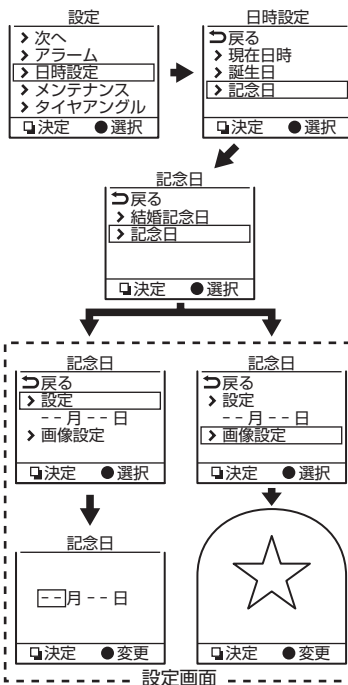 設定
> 次へ
> アラーム
> 日時設定
> メンテナンス
> タイヤアングル
決定 ●選択
日時設定
⮌戻る
> 現在日時
> 誕生日
> 記念日
決定 ●選択
記念日
⮌戻る
> 結婚記念日
> 記念日
決定 ●選択
記念日
⮌戻る
> 設定
--月--日
> 画像設定
決定 ●選択
記念日
⮌戻る
> 設定
--月--日
> 画像設定
決定 ●選択
記念日
--月--日
決定 ●変更
決定 ●変更
設定画面